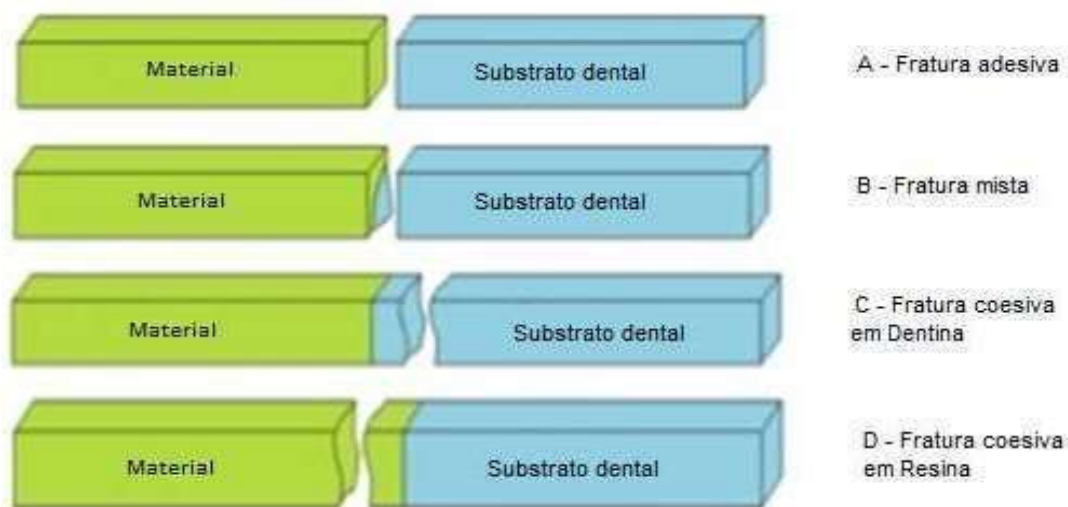 Material
Substrato dental
A - Fratura adesiva
Material
Substrato dental
B - Fratura mista
Material
Substrato dental
C - Fratura coesiva
em Dentina
Material
Substrato dental
D - Fratura coesiva
em Resina